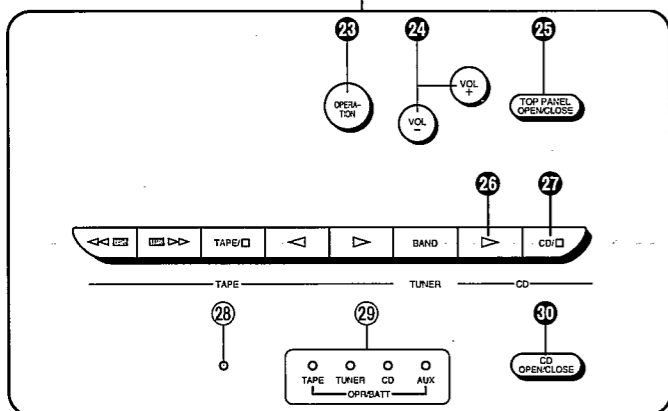 23 24 25
OPERA-
TION
VOL
+
VOL
−
TOP PANEL
OPEN/CLOSE
26 27
TAPE/□ ◁ ▷ BAND ▷ CD/□
TAPE TUNER CD
28 29 30
TAPE TUNER CD AUX
OPR/BATT
CD
OPEN/CLOSE